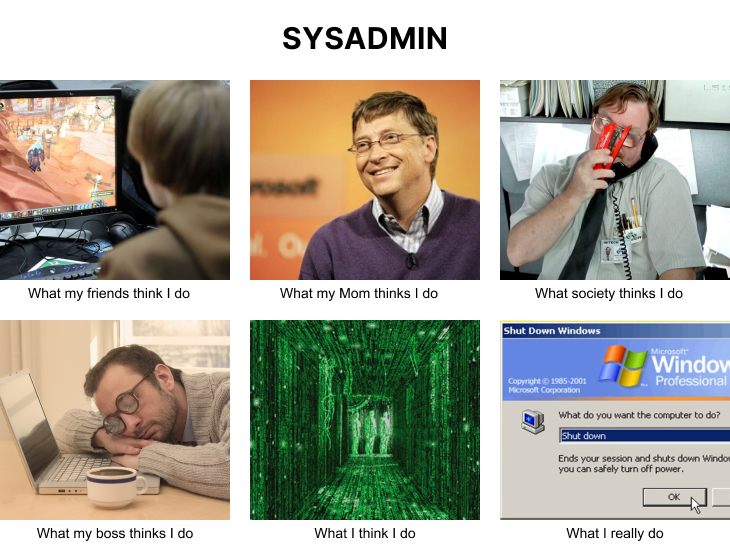 SYSADMIN
DELL
What my friends think I do
What my Mom thinks I do
INITECH
What society thinks I do
What my boss thinks I do
What I think I do
Shut Down Windows
Microsoft
Window
Professional
Copyright © 1985-2001
Microsoft Corporation
What do you want the computer to do?
Shut down
Ends your session and shuts down Window
you can safely turn off power.
OK
What I really do